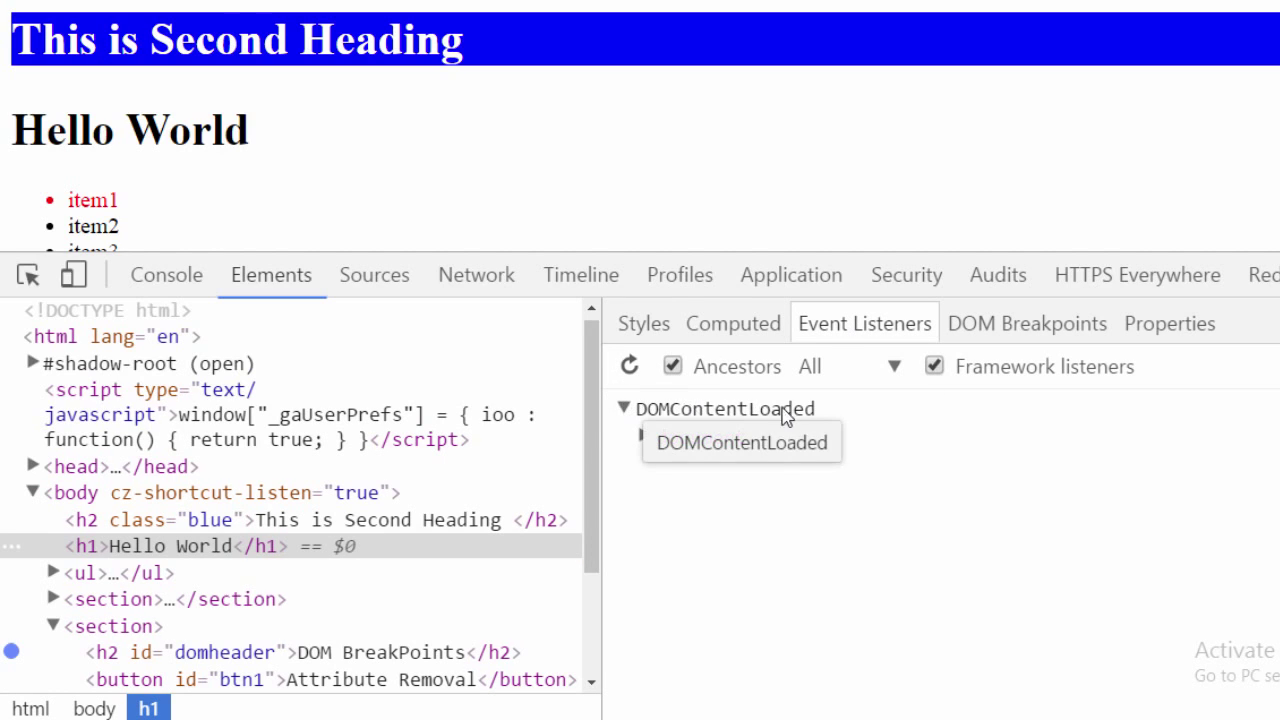 This is Second Heading
Hello World
item1
item2
item3
Console Elements Sources Network Timeline Profiles Application Security Audits HTTPS Everywhere Red
<!DOCTYPE html>
<html lang="en">
#shadow-root (open)
<script type="text/
javascript">window["_gaUserPrefs"] = { ioo :
function() { return true; } }</script>
<head>…</head>
<body cz-shortcut-listen="true">
<h2 class="blue">This is Second Heading </h2>
... <h1>Hello World</h1> == $0
<ul>…</ul>
<section>…</section>
<section>
<h2 id="domheader">DOM BreakPoints</h2>
<button id="btn1">Attribute Removal</button>
html body h1
Styles Computed Event Listeners DOM Breakpoints Properties
Ancestors All Framework listeners
DOMContentLoaded
DOMContentLoaded
Activate
Go to PC se